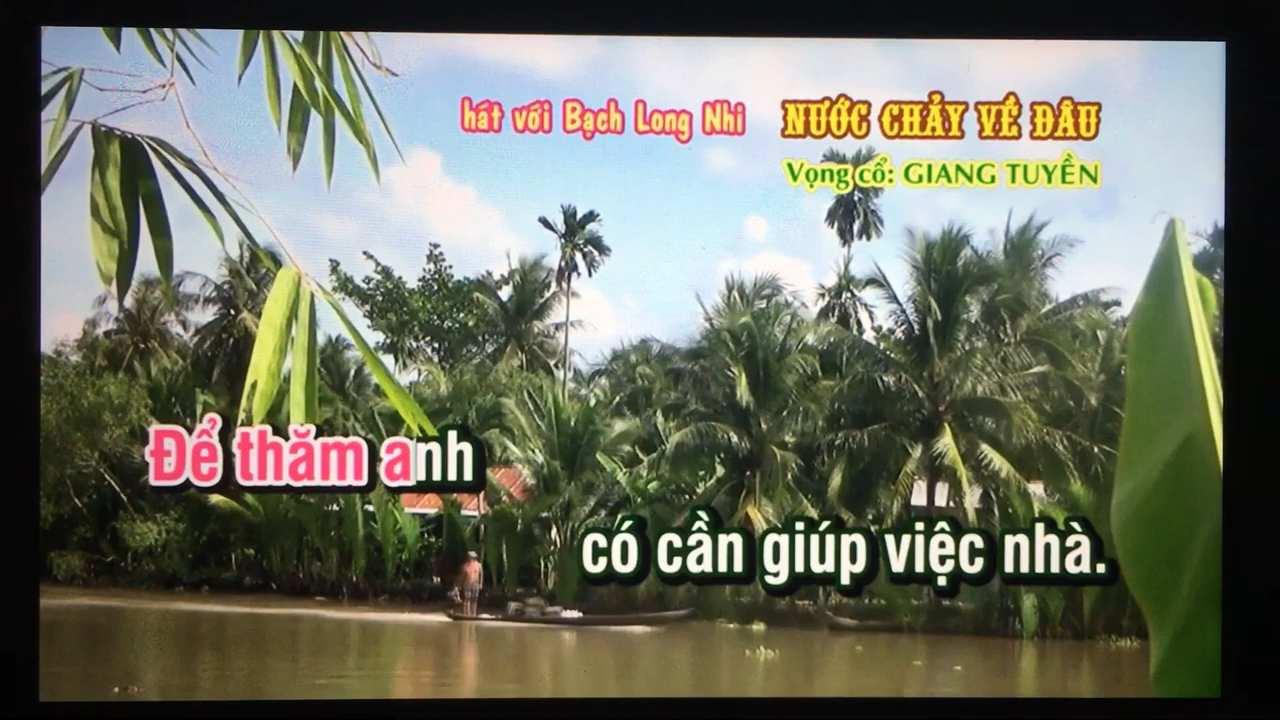 hát với Bạch Long Nhi NƯỚC CHẢY VỀ ĐÂU
Vọng cổ: GIANG TUYỀN
Để thăm anh
có cần giúp việc nhà.